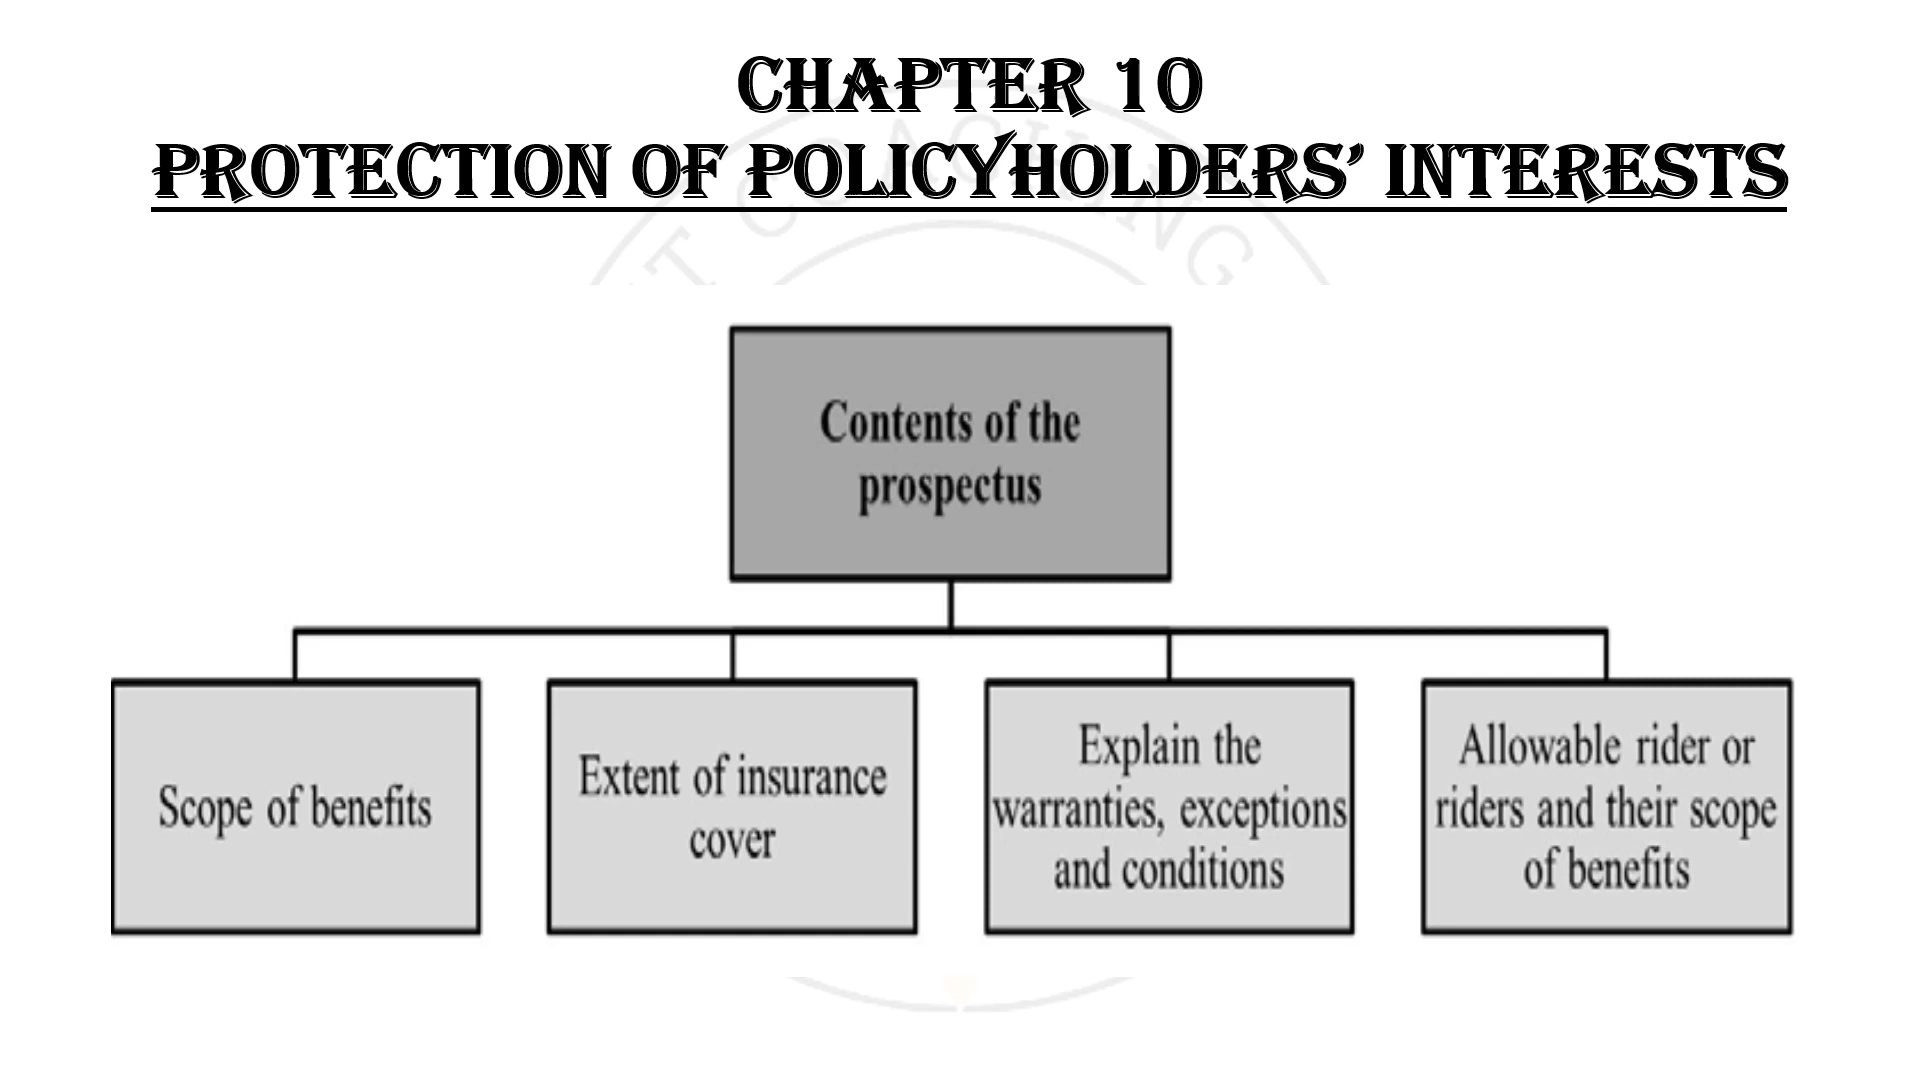 CHAPTER 10
PROTECTION OF POLICYHOLDERS’ INTERESTS
T COACHING
Contents of the
prospectus
Scope of benefits
Extent of insurance
cover
Explain the
warranties, exceptions
and conditions
Allowable rider or
riders and their scope
of benefits